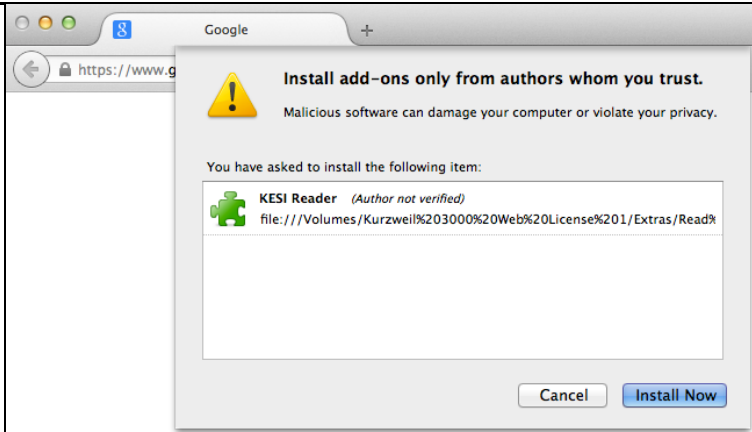 Google
https://www.g
Install add-ons only from authors whom you trust.
Malicious software can damage your computer or violate your privacy.
You have asked to install the following item:
KESI Reader (Author not verified)
file:///Volumes/Kurzweil%203000%20Web%20License%201/Extras/Read%
Cancel Install Now